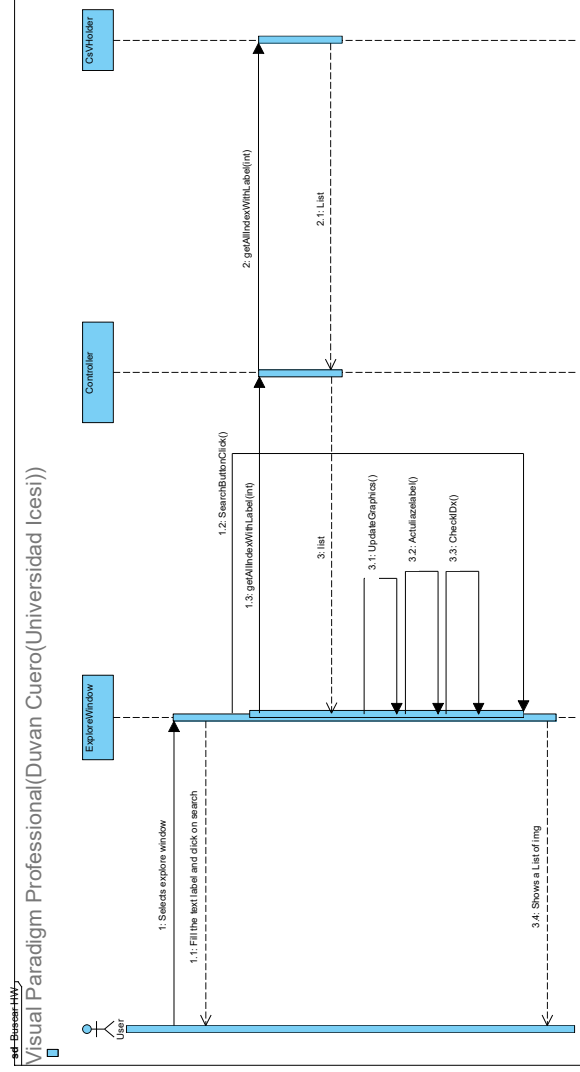 sd Buscar HW
Visual Paradigm Professional(Duvan Cuero(Universidad Icesi))
User
ExploreWindow
Controller
CsVHolder
1: Selects explore window
1.1: Fill the text label and click on search
1.2: SearchButtonClick()
1.3: getAllIndexWithLabel(int)
2: getAllIndexWithLabel(int)
2.1: List
3: list
3.1: UpdateGraphics()
3.2: Actuliazelabel()
3.3: CheckIDx()
3.4: Shows a List of img